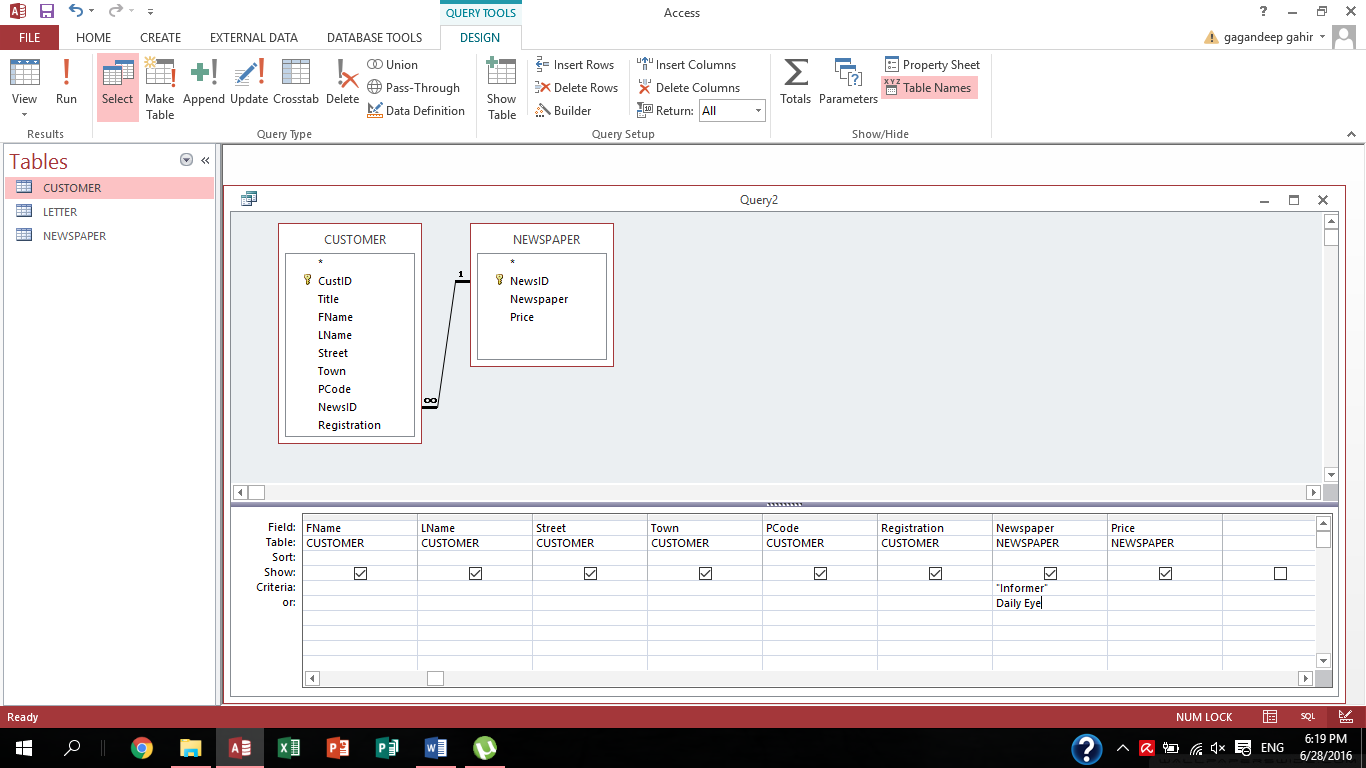 QUERY TOOLS
Access
?
FILE
HOME
CREATE
EXTERNAL DATA
DATABASE TOOLS
DESIGN
gagandeep gahir
View
Run
Results
Select
Make Table
Append
Update
Crosstab
Delete
Union
Pass-Through
Data Definition
Query Type
Show Table
Insert Rows
Delete Rows
Builder
Insert Columns
Delete Columns
Return: All
Query Setup
Totals
Parameters
Property Sheet
XYZ Table Names
Show/Hide
Tables
CUSTOMER
LETTER
NEWSPAPER
Query2
CUSTOMER
*
CustID
Title
FName
LName
Street
Town
PCode
NewsID
Registration
1
∞
NEWSPAPER
*
NewsID
Newspaper
Price
Field: FName LName Street Town PCode Registration Newspaper Price
Table: CUSTOMER CUSTOMER CUSTOMER CUSTOMER CUSTOMER CUSTOMER NEWSPAPER NEWSPAPER
Sort:
Show:
Criteria: "Informer"
or: Daily Eye
Ready
NUM LOCK
SQL
ENG
6:19 PM
6/28/2016